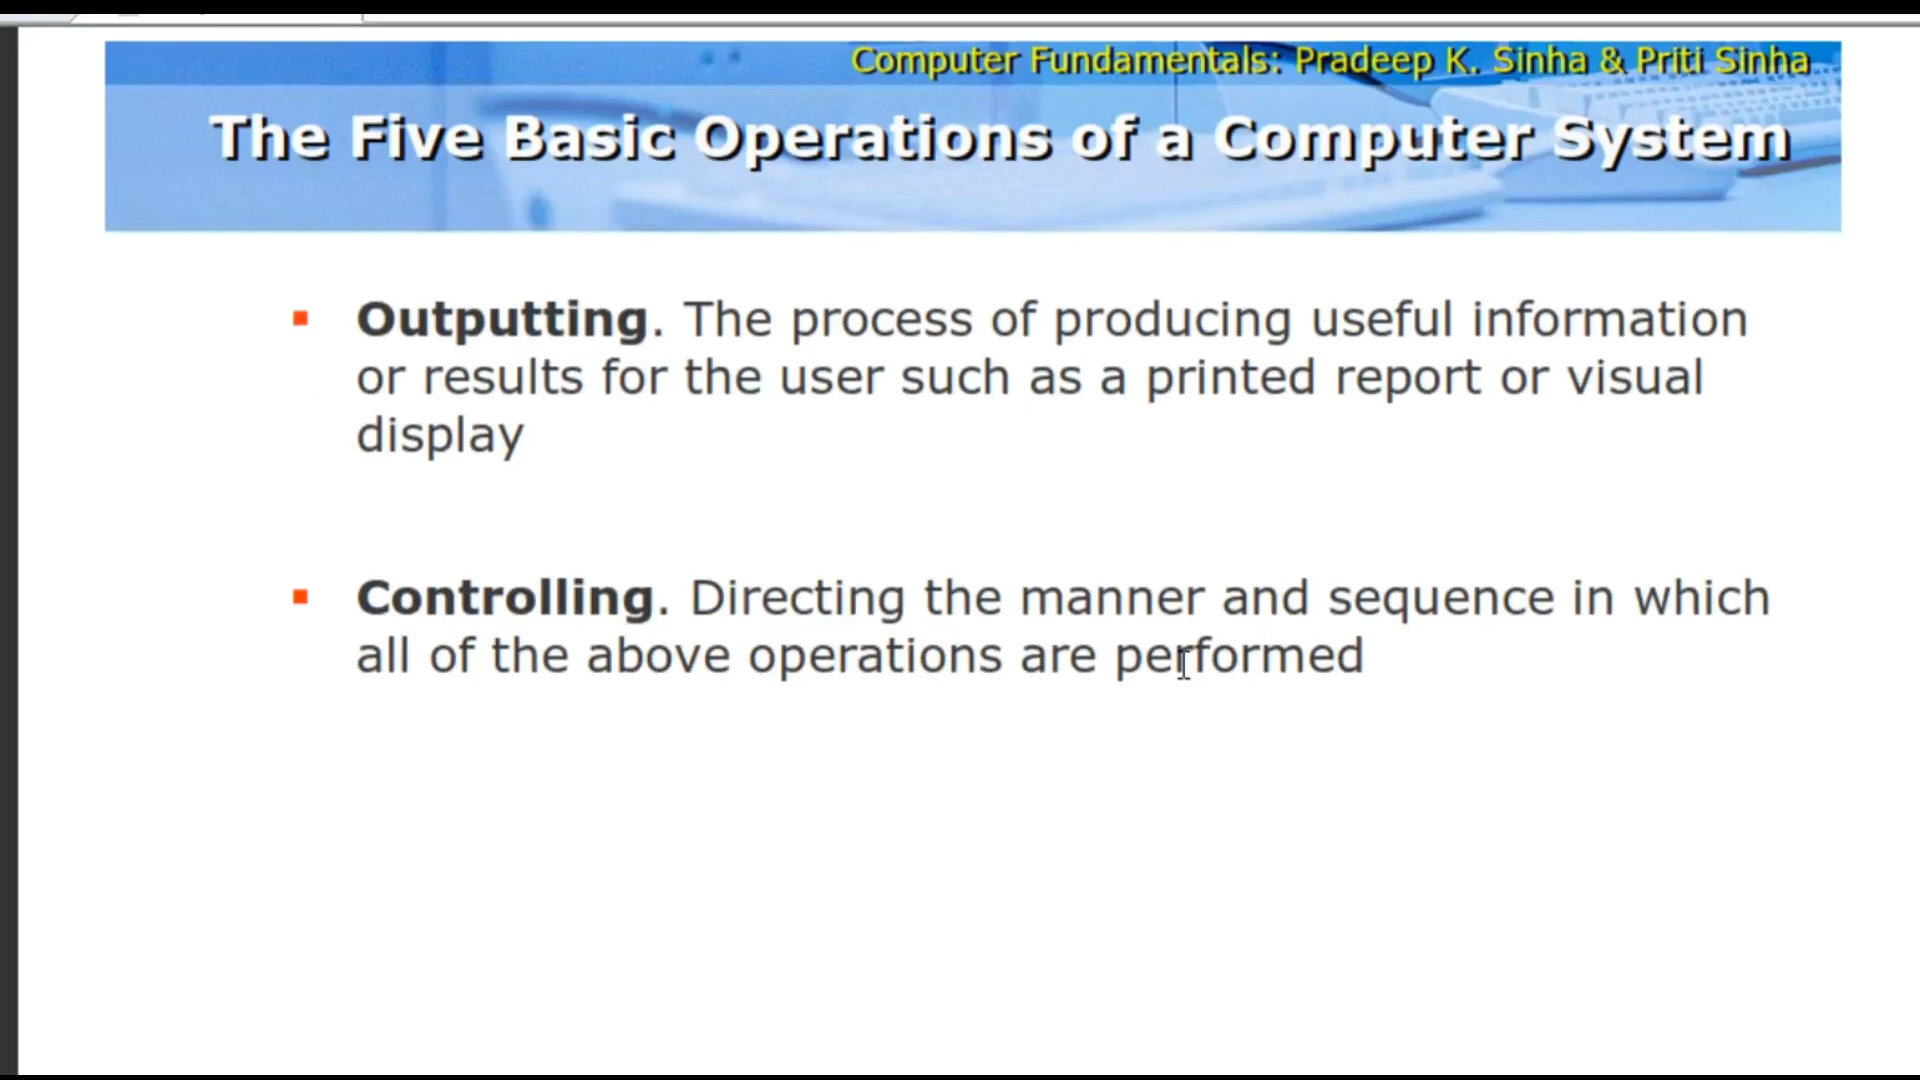 Computer Fundamentals: Pradeep K. Sinha & Priti Sinha
The Five Basic Operations of a Computer System
▪ Outputting. The process of producing useful information
or results for the user such as a printed report or visual
display
▪ Controlling. Directing the manner and sequence in which
all of the above operations are performed